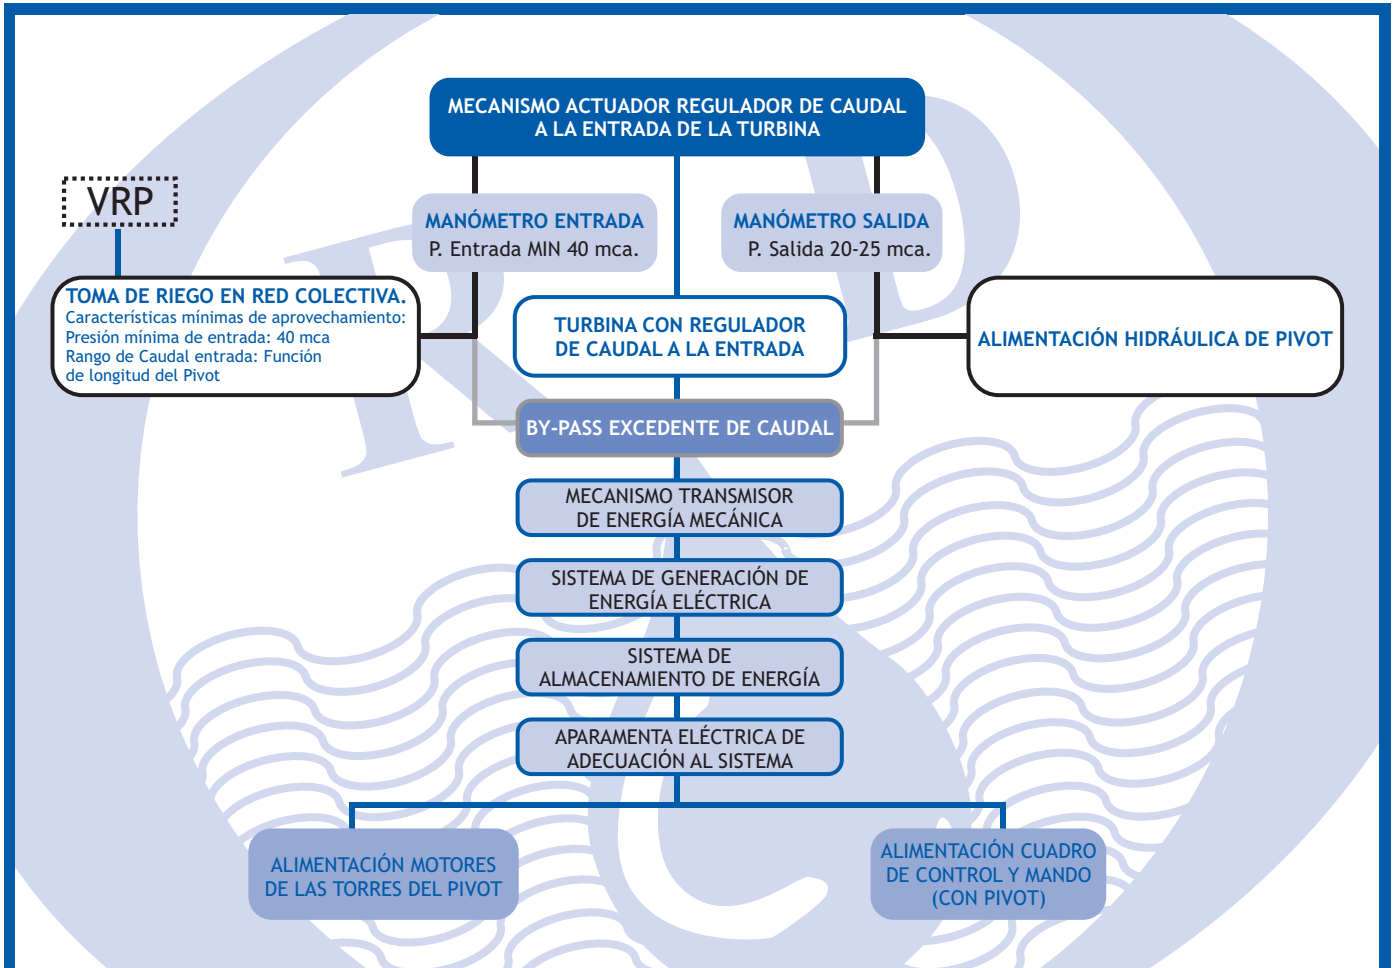 MECANISMO ACTUADOR REGULADOR DE CAUDAL
A LA ENTRADA DE LA TURBINA
VRP
MANÓMETRO ENTRADA
P. Entrada MIN 40 mca.
MANÓMETRO SALIDA
P. Salida 20-25 mca.
TOMA DE RIEGO EN RED COLECTIVA.
Características mínimas de aprovechamiento:
Presión mínima de entrada: 40 mca
Rango de Caudal entrada: Función
de longitud del Pivot
TURBINA CON REGULADOR
DE CAUDAL A LA ENTRADA
ALIMENTACIÓN HIDRÁULICA DE PIVOT
BY-PASS EXCEDENTE DE CAUDAL
MECANISMO TRANSMISOR
DE ENERGÍA MECÁNICA
SISTEMA DE GENERACIÓN DE
ENERGÍA ELÉCTRICA
SISTEMA DE
ALMACENAMIENTO DE ENERGÍA
APARAMENTA ELÉCTRICA DE
ADECUACIÓN AL SISTEMA
ALIMENTACIÓN MOTORES
DE LAS TORRES DEL PIVOT
ALIMENTACIÓN CUADRO
DE CONTROL Y MANDO
(CON PIVOT)
R D